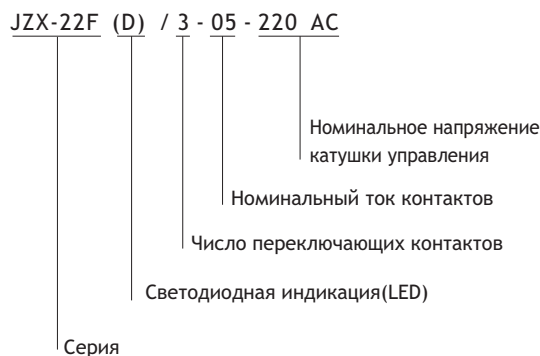 JZX-22F (D) / 3 - 05 - 220 AC
Номинальное напряжение
катушки управления
Номинальный ток контактов
Число переключающих контактов
Светодиодная индикация(LED)
Серия